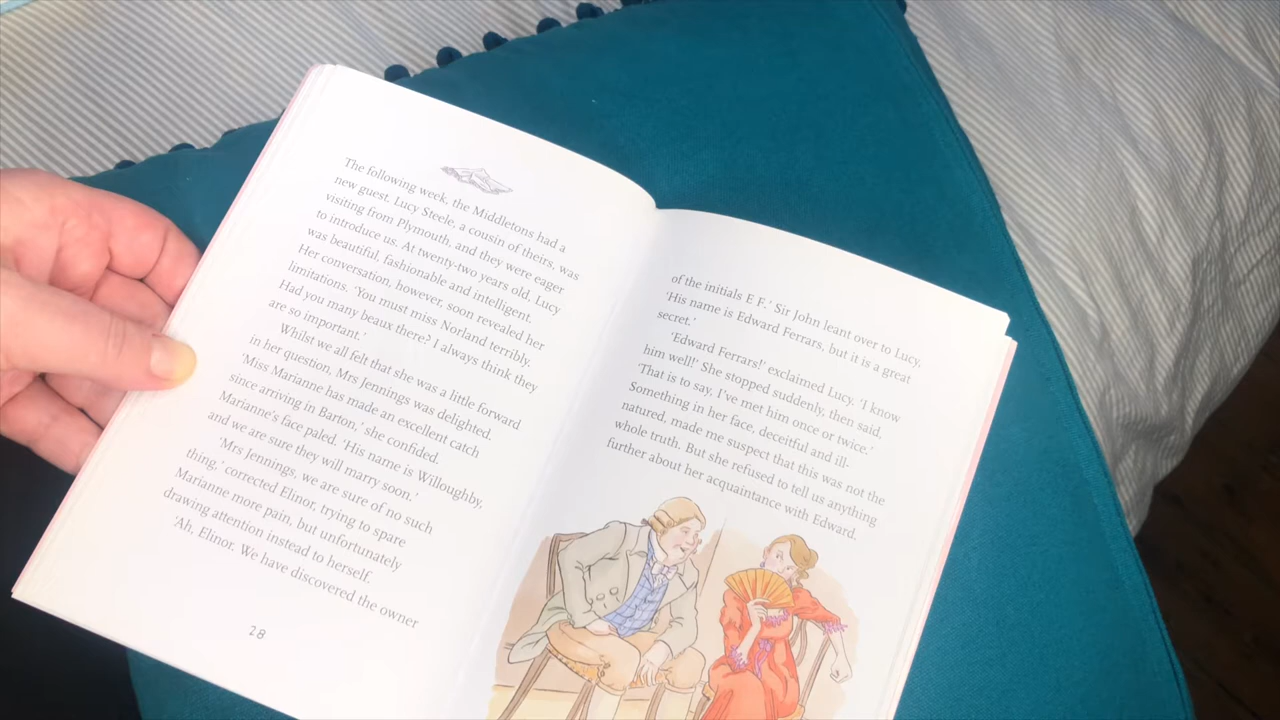 The following week, the Middletons had a
new guest. Lucy Steele, a cousin of theirs, was
visiting from Plymouth, and they were eager
to introduce us. At twenty-two years old, Lucy
was beautiful, fashionable and intelligent.
Her conversation, however, soon revealed her
limitations. 'You must miss Norland terribly.
Had you many beaux there? I always think they
are so important.'
Whilst we all felt that she was a little forward
in her question, Mrs Jennings was delighted.
'Miss Marianne has made an excellent catch
since arriving in Barton,' she confided.
Marianne's face paled. 'His name is Willoughby,
and we are sure they will marry soon.'
'Mrs Jennings, we are sure of no such
thing,' corrected Elinor, trying to spare
Marianne more pain, but unfortunately
drawing attention instead to herself.
'Ah, Elinor. We have discovered the owner
28
of the initials E F.' Sir John leant over to Lucy.
'His name is Edward Ferrars, but it is a great
secret.'
'Edward Ferrars!' exclaimed Lucy. 'I know
him well!' She stopped suddenly, then said,
'That is to say, I've met him once or twice.'
Something in her face, deceitful and ill-
natured, made me suspect that this was not the
whole truth. But she refused to tell us anything
further about her acquaintance with Edward.